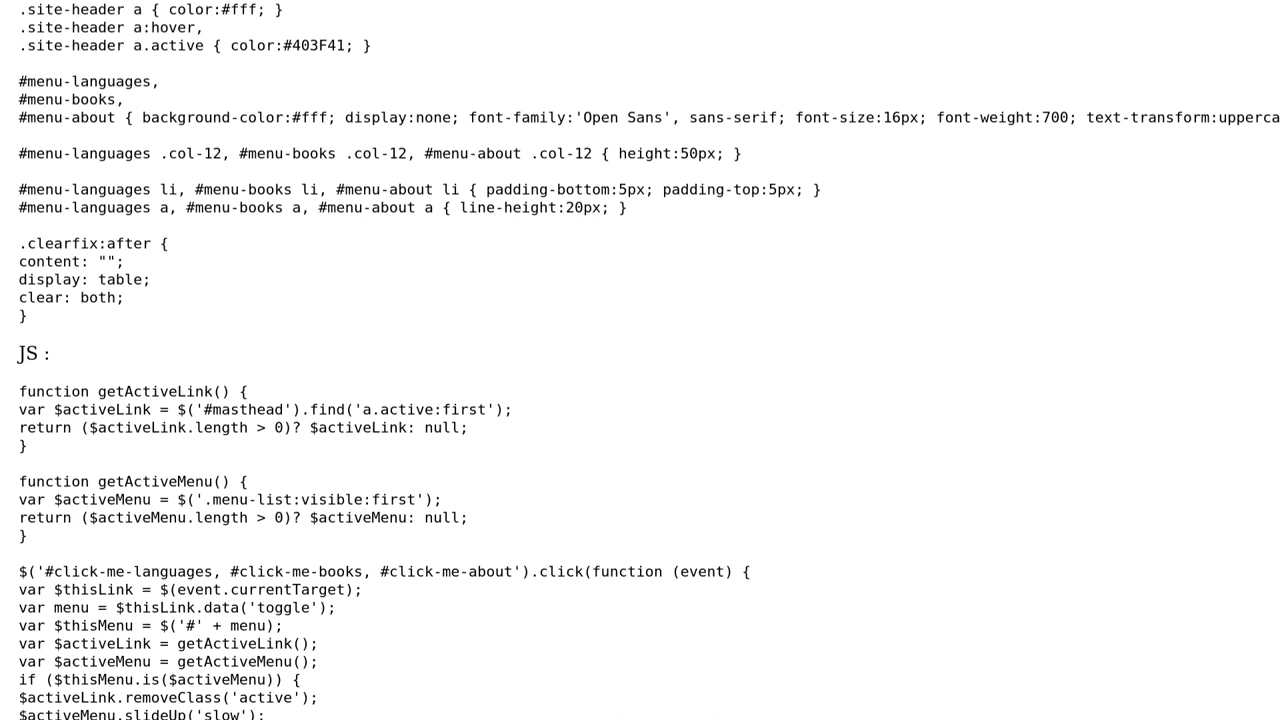 .site-header a { color:#fff; }
.site-header a:hover,
.site-header a.active { color:#403F41; }
#menu-languages,
#menu-books,
#menu-about { background-color:#fff; display:none; font-family:'Open Sans', sans-serif; font-size:16px; font-weight:700; text-transform:upperca
#menu-languages .col-12, #menu-books .col-12, #menu-about .col-12 { height:50px; }
#menu-languages li, #menu-books li, #menu-about li { padding-bottom:5px; padding-top:5px; }
#menu-languages a, #menu-books a, #menu-about a { line-height:20px; }
.clearfix:after {
content: "";
display: table;
clear: both;
}
JS :
function getActiveLink() {
var $activeLink = $('#masthead').find('a.active:first');
return ($activeLink.length > 0)? $activeLink: null;
}
function getActiveMenu() {
var $activeMenu = $('.menu-list:visible:first');
return ($activeMenu.length > 0)? $activeMenu: null;
}
$('#click-me-languages, #click-me-books, #click-me-about').click(function (event) {
var $thisLink = $(event.currentTarget);
var menu = $thisLink.data('toggle');
var $thisMenu = $('#' + menu);
var $activeLink = getActiveLink();
var $activeMenu = getActiveMenu();
if ($thisMenu.is($activeMenu)) {
$activeLink.removeClass('active');
$activeMenu.slideUp('slow');